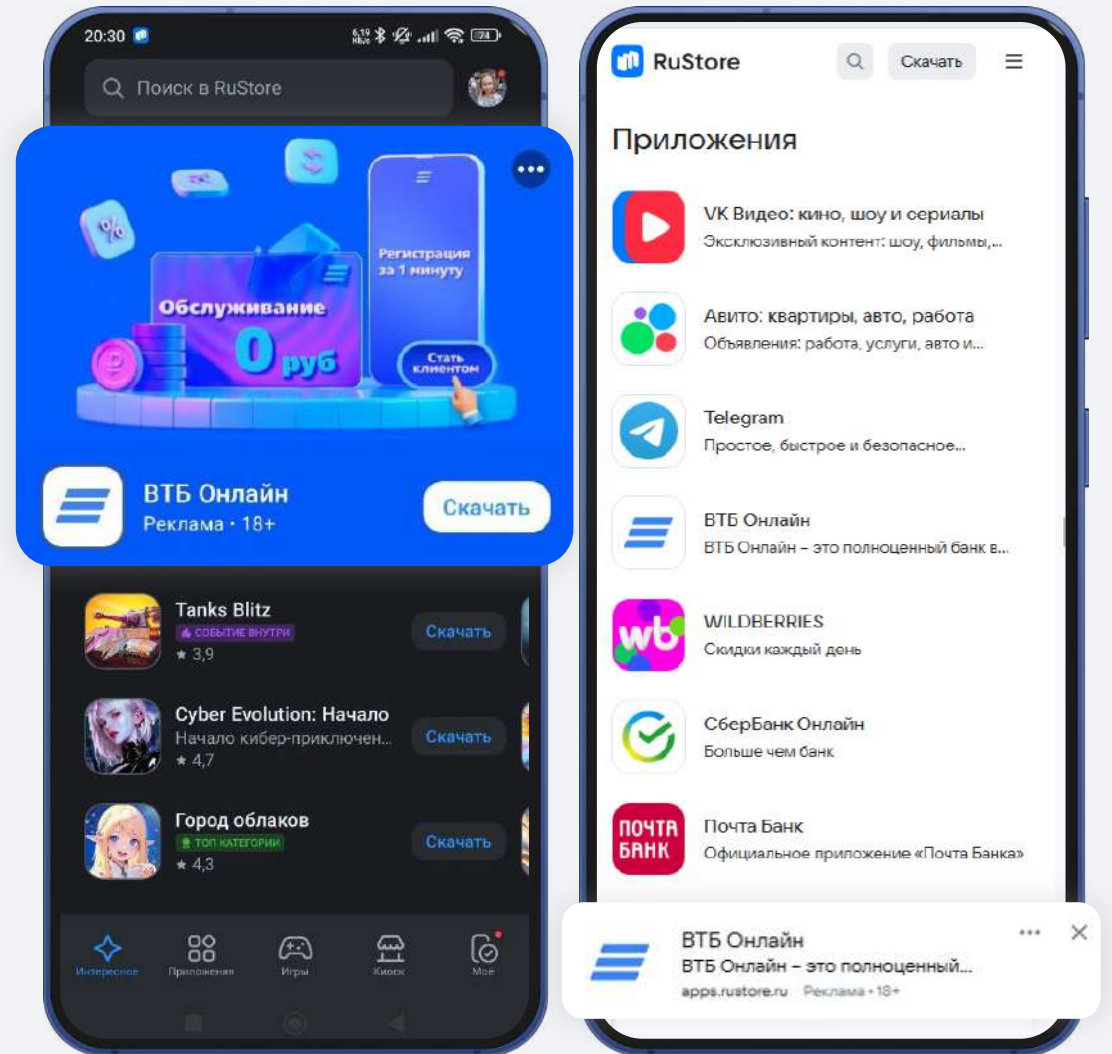 20:30
6,19
КБ/с
74
Поиск в RuStore
%
Регистрация
за 1 минуту
Обслуживание
0 руб
Стать
клиентом
ВТБ Онлайн
Реклама • 18+
Скачать
Tanks Blitz
СОБЫТИЕ ВНУТРИ
★ 3,9
Скачать
Cyber Evolution: Начало
Начало кибер-приключен...
★ 4,7
Скачать
Город облаков
ТОП КАТЕГОРИИ
★ 4,3
Скачать
Интересное
Приложения
Игры
Киоск
Моё
RuStore
Скачать
Приложения
VK Видео: кино, шоу и сериалы
Эксклюзивный контент: шоу, фильмы,...
Авито: квартиры, авто, работа
Объявления: работа, услуги, авто и...
Telegram
Простое, быстрое и безопасное...
ВТБ Онлайн
ВТБ Онлайн – это полноценный банк в...
wb
WILDBERRIES
Скидки каждый день
СберБанк Онлайн
Больше чем банк
ПОЧТА
БАНК
Почта Банк
Официальное приложение «Почта Банка»
ВТБ Онлайн
ВТБ Онлайн – это полноценный...
apps.rustore.ru Реклама • 18+